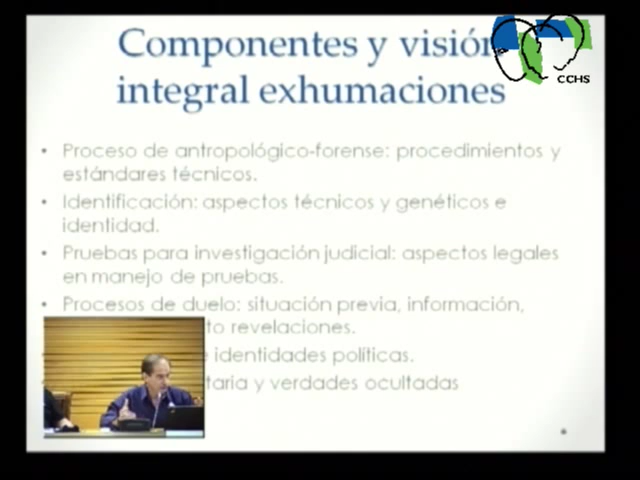 Componentes y visión
integral exhumaciones
CCHS
• Proceso de antropológico-forense: procedimientos y
estándares técnicos.
• Identificación: aspectos técnicos y genéticos e
identidad.
• Pruebas para investigación judicial: aspectos legales
en manejo de pruebas.
• Procesos de duelo: situación previa, información,
to revelaciones.
e identidades políticas.
taria y verdades ocultadas